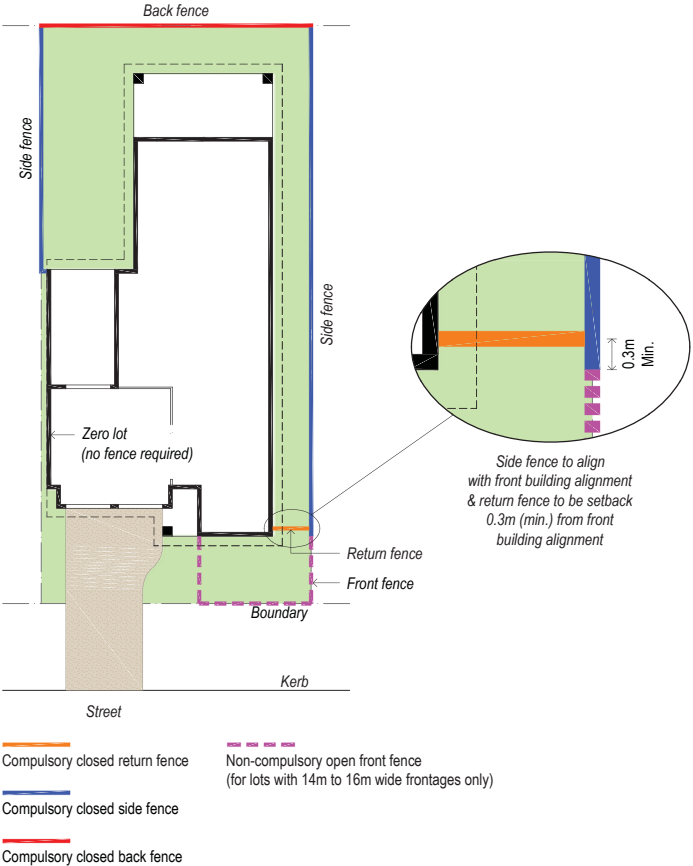 Back fence
Side fence
Side fence
Zero lot
(no fence required)
0.3m
Min.
Side fence to align
with front building alignment
& return fence to be setback
0.3m (min.) from front
building alignment
Return fence
Front fence
Boundary
Kerb
Street
Compulsory closed return fence
Non-compulsory open front fence
(for lots with 14m to 16m wide frontages only)
Compulsory closed side fence
Compulsory closed back fence